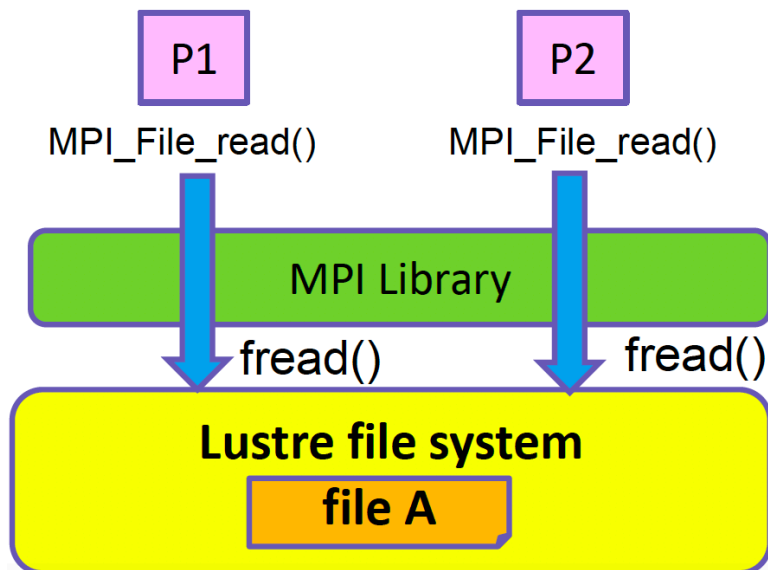 P1 P2
MPI_File_read() MPI_File_read()
MPI Library
fread() fread()
Lustre file system
file A